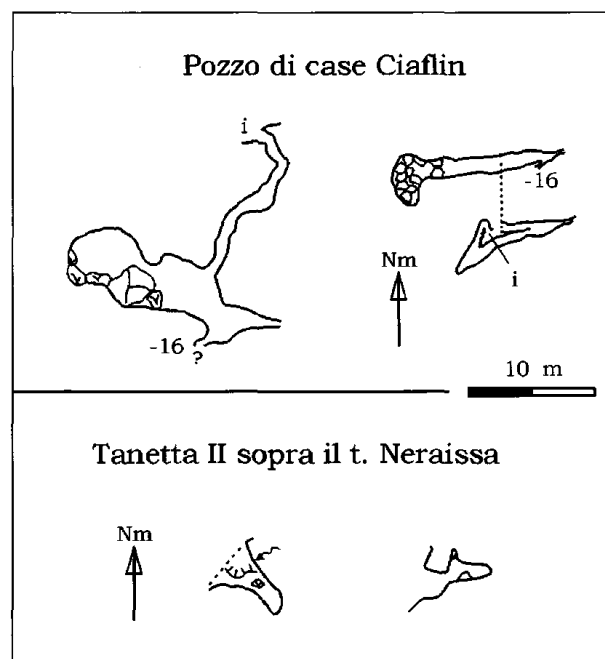 Pozzo di case Ciaflin
i
-16
-16
?
Nm
i
10 m
Tanetta II sopra il t. Neraissa
Nm